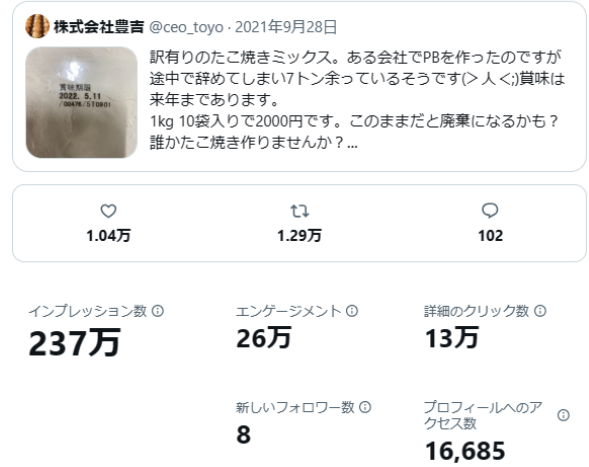 株式会社豊吉 @ceo_toyo · 2021年9月28日
訳有りのたこ焼きミックス。ある会社でPBを作ったのですが
途中で辞めてしまい7トン余っているそうです(>人<;)賞味は
来年まであります。
1kg 10袋入りで2000円です。このままだと廃棄になるかも？
誰かたこ焼き作りませんか？...
賞味期限
2022. 5.11
1.04万
1.29万
102
インプレッション数
エンゲージメント
詳細のクリック数
237万
26万
13万
新しいフォロワー数
プロフィールへのア
クセス数
8
16,685